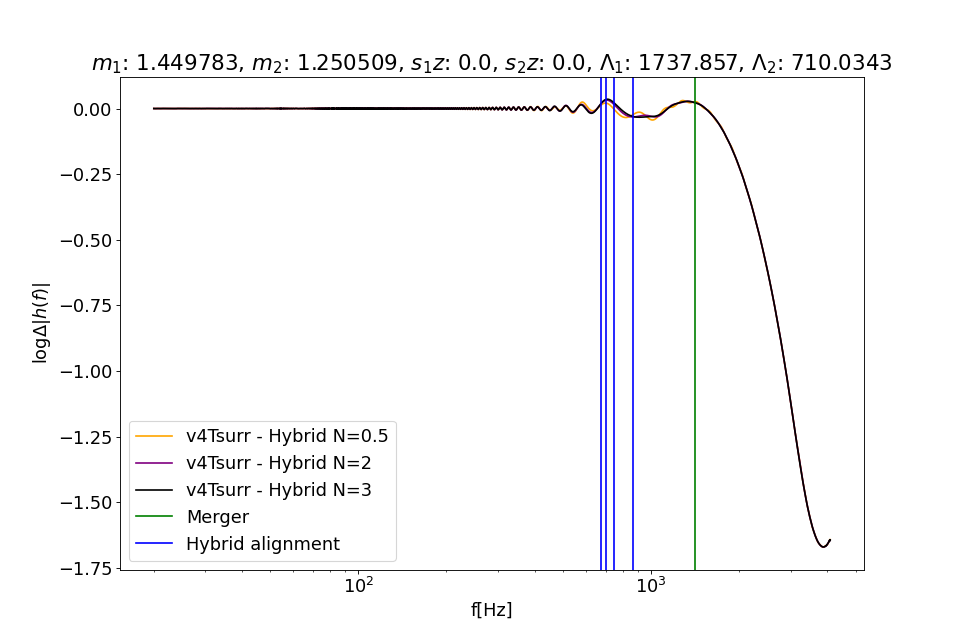 m₁: 1.449783, m₂: 1.250509, s₁z: 0.0, s₂z: 0.0, Λ₁: 1737.857, Λ₂: 710.0343
logΔ|h(f)|
0.00
−0.25
−0.50
−0.75
−1.00
−1.25
−1.50
−1.75
v4Tsurr - Hybrid N=0.5
v4Tsurr - Hybrid N=2
v4Tsurr - Hybrid N=3
Merger
Hybrid alignment
10² 10³
f[Hz]